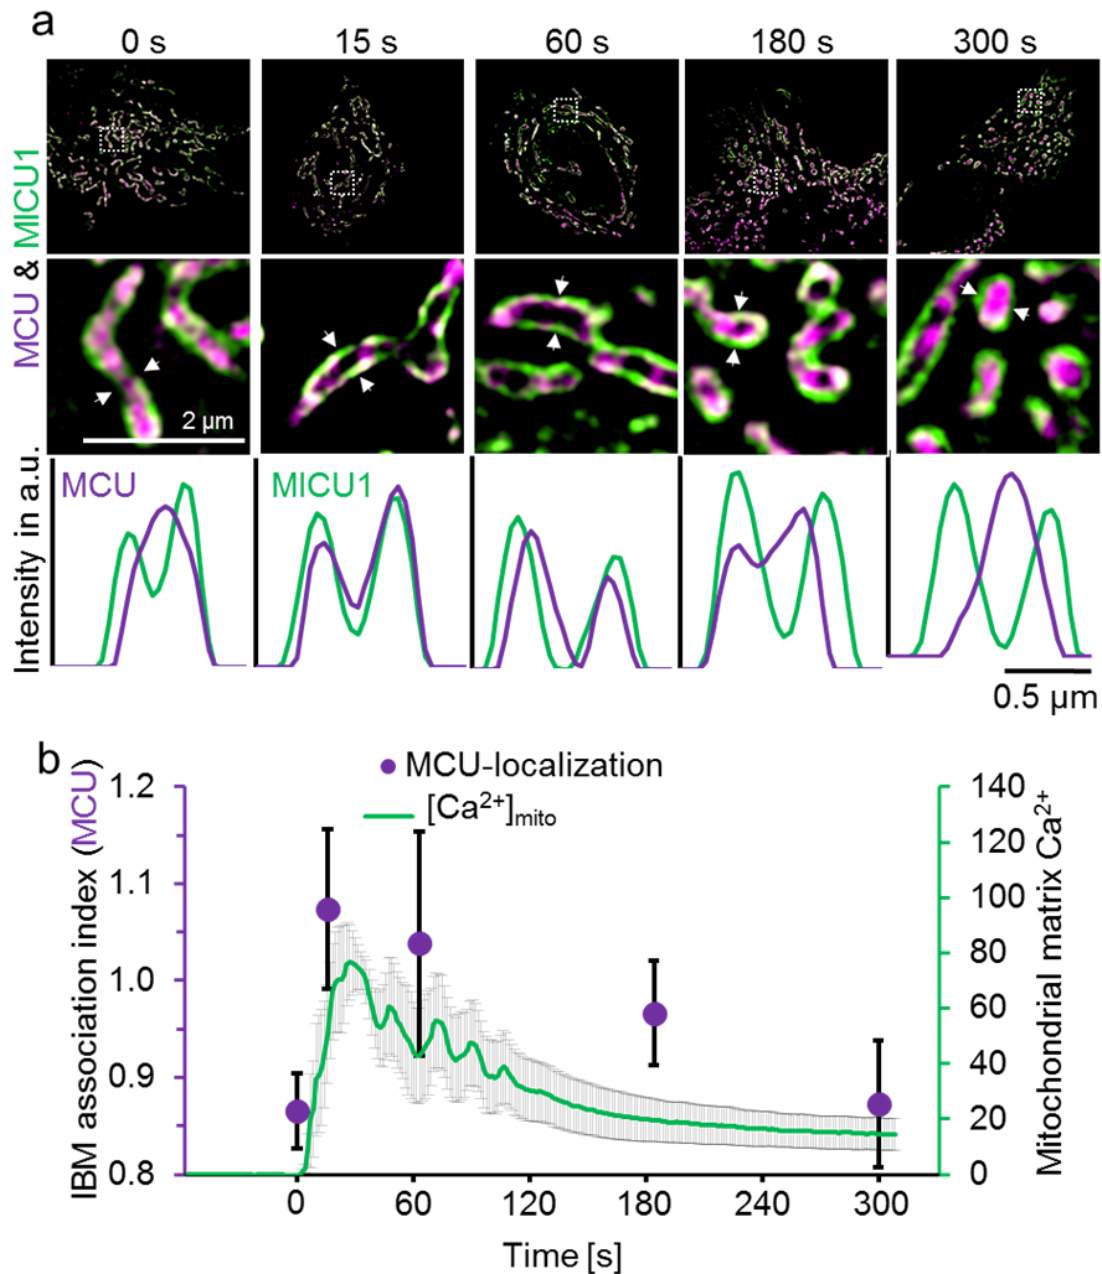 a
0 s 15 s 60 s 180 s 300 s
MCU & MICU1
2 µm
Intensity in a.u.
MCU
MICU1
0.5 µm
b
MCU-localization
[Ca²⁺]mito
IBM association index (MCU)
1.2
1.1
1.0
0.9
0.8
Mitochondrial matrix Ca²⁺
140
120
100
80
60
40
20
0
0 60 120 180 240 300
Time [s]